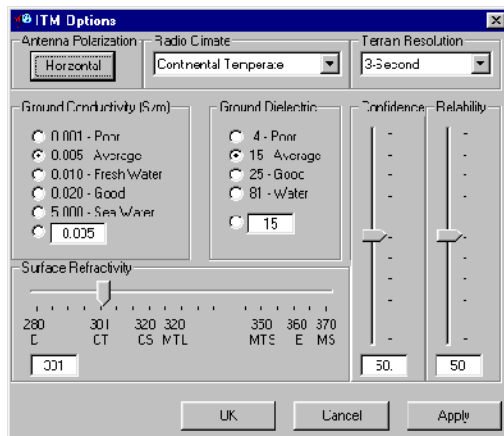 ITM Options
Antenna Polarization
Radio Climate
Terrain Resolution
Horizontal
Continental Temperate
3-Second
Ground Conductivity (S/m)
Ground Dielectric
Confidence
Reliability
0.001 - Poor
0.005 Average
0.010 - Fresh Water
0.020 - Good
5.000 - Sea Water
0.005
4 - Poor
15 Average
25 - Good
81 - Water
15
Surface Refractivity
280 301 320 320 350 360 370
D CT CS MTL MTS E MS
301
50.
50
OK
Cancel
Apply